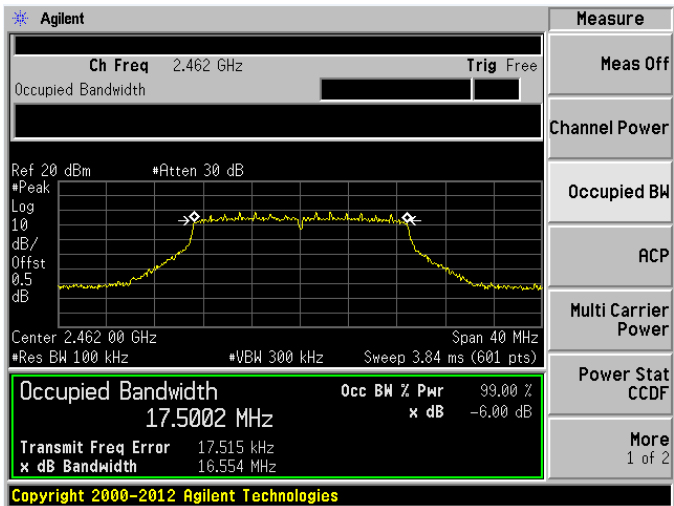 Agilent
Measure
Ch Freq 2.462 GHz Trig Free
Occupied Bandwidth
Meas Off
Channel Power
Occupied BW
ACP
Multi Carrier
Power
Power Stat
CCDF
More
1 of 2
Ref 20 dBm #Atten 30 dB
#Peak
Log
10
dB/
Offst
0.5
dB
Center 2.462 00 GHz Span 40 MHz
#Res BW 100 kHz #VBW 300 kHz Sweep 3.84 ms (601 pts)
Occupied Bandwidth Occ BW % Pwr 99.00 %
17.5002 MHz x dB -6.00 dB
Transmit Freq Error 17.515 kHz
x dB Bandwidth 16.554 MHz
Copyright 2000-2012 Agilent Technologies